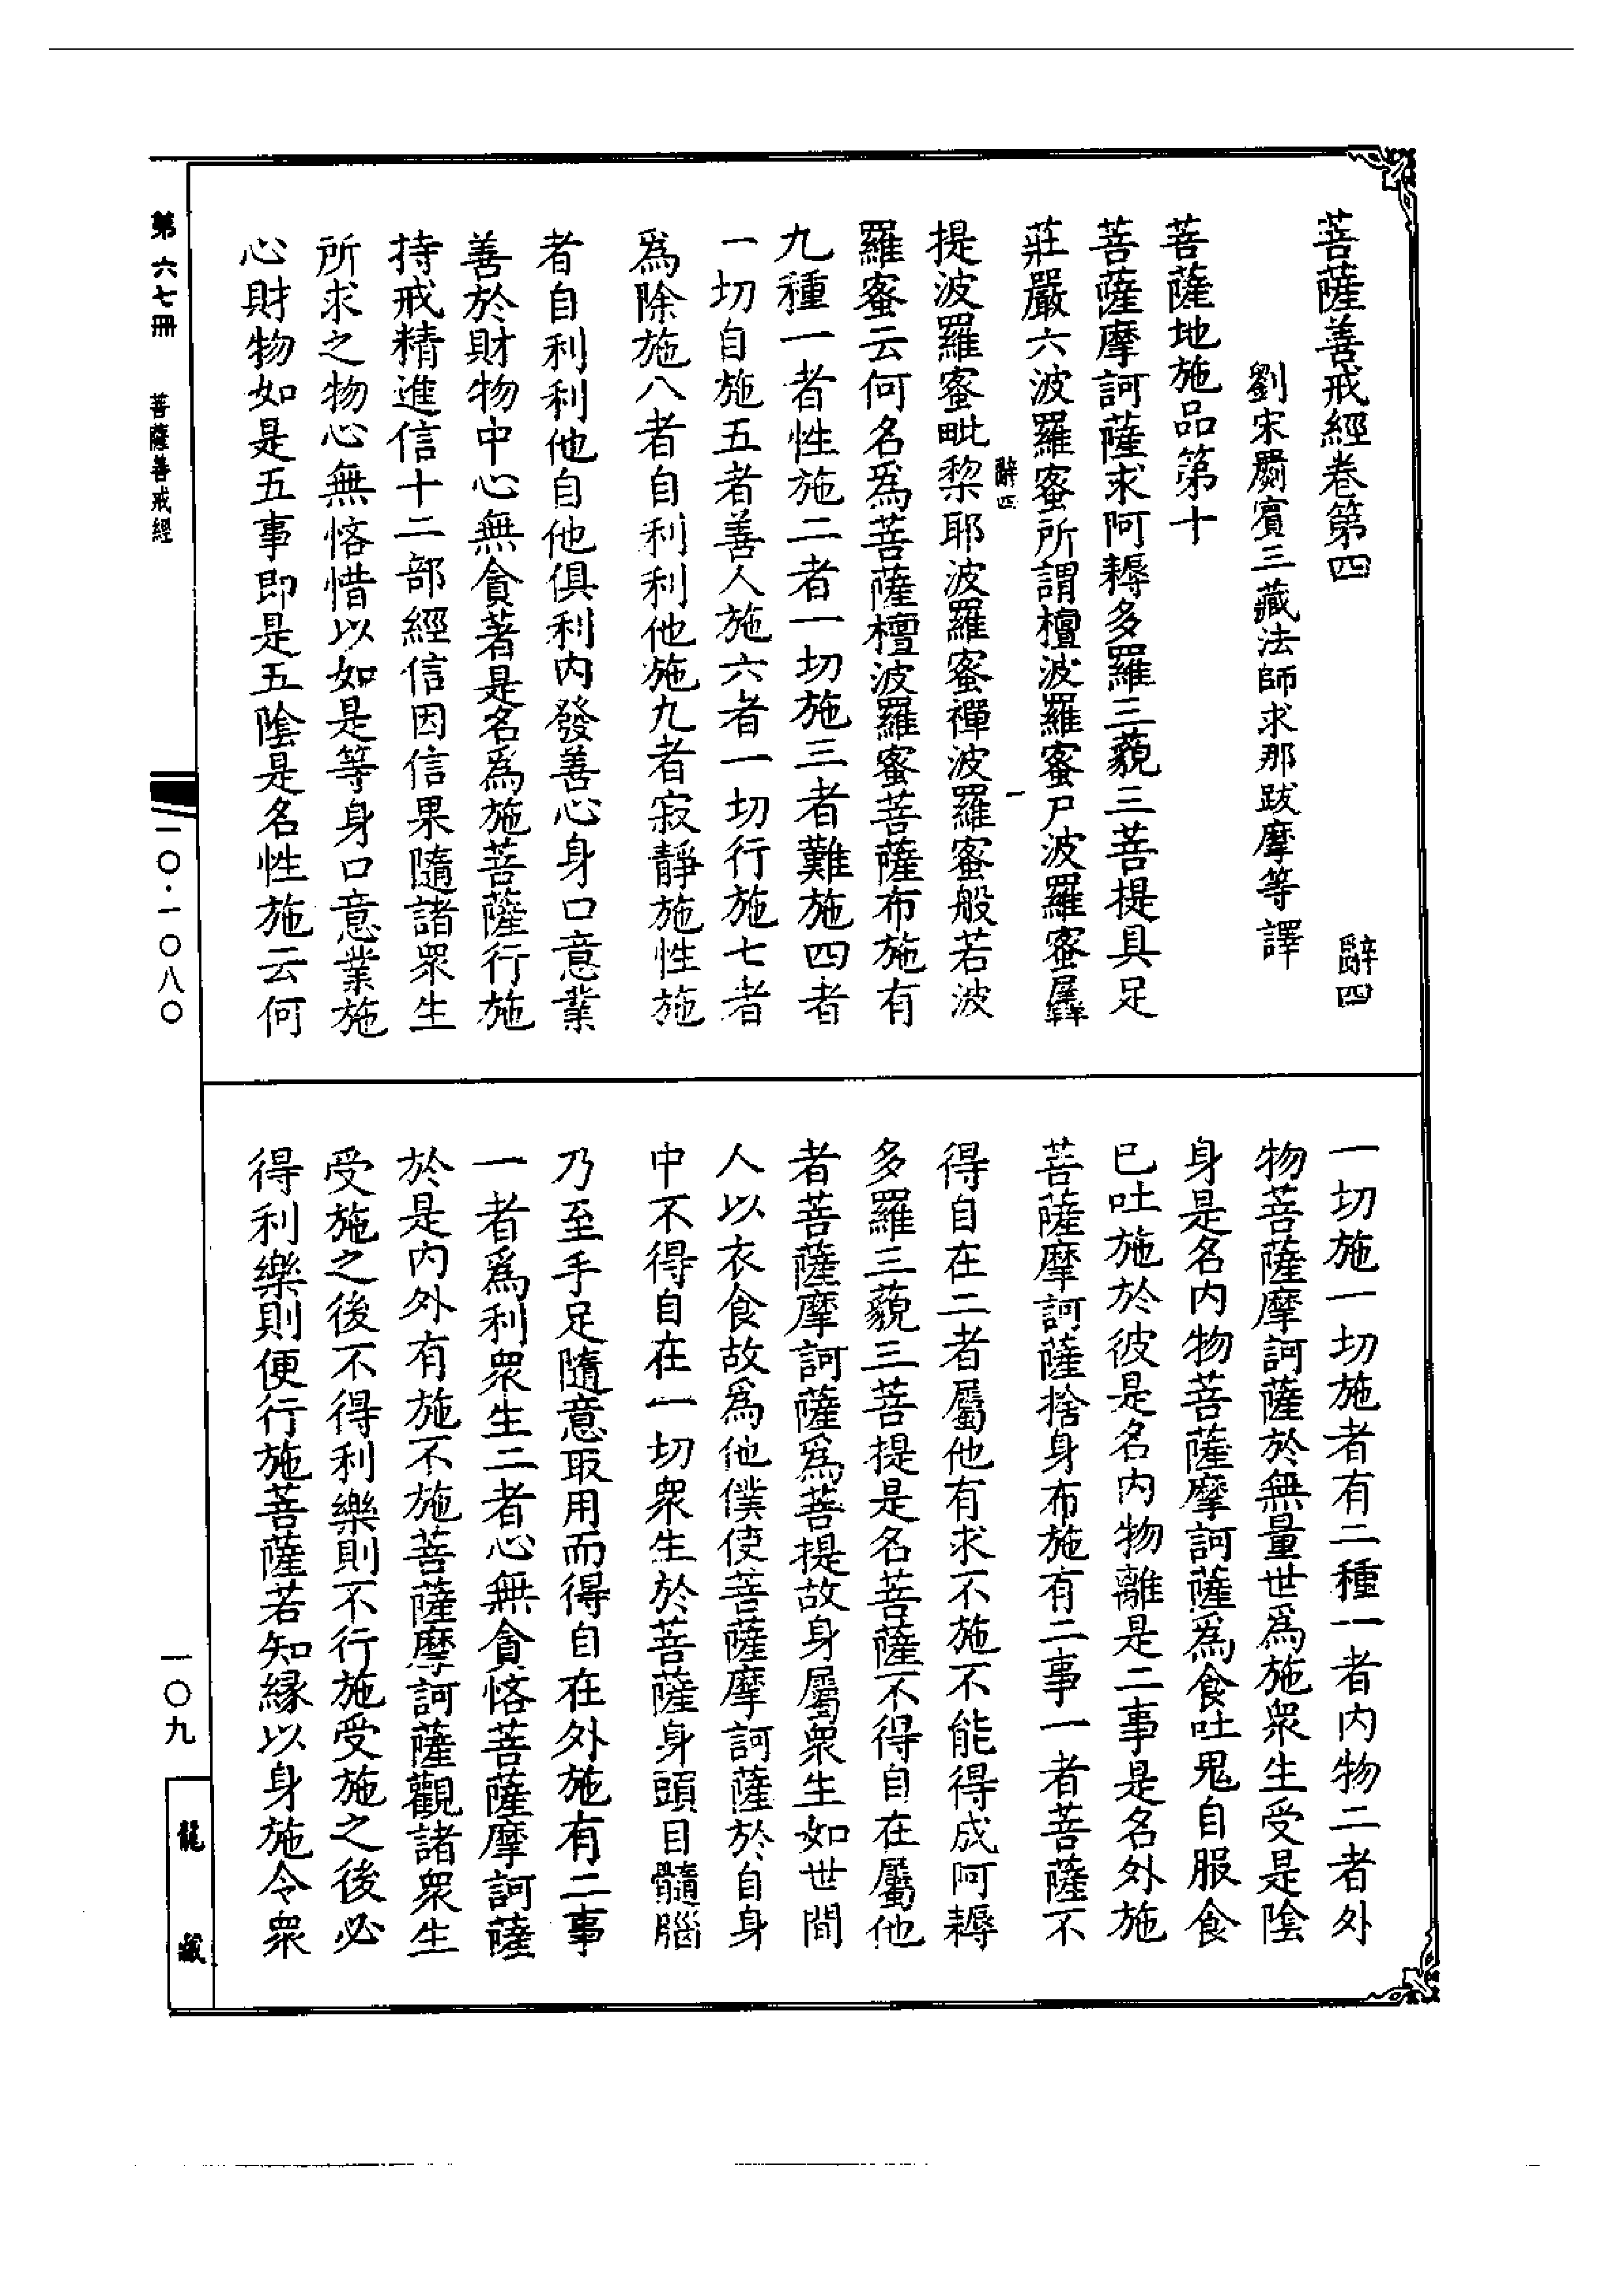 菩薩善戒經卷第四　辭四
劉宋罽賓三藏法師求那跋摩等譯
菩薩地施品第十
菩薩摩訶薩求阿耨多羅三藐三菩提具足
莊嚴六波羅蜜所謂檀波羅蜜尸波羅蜜羼
辭四　一
提波羅蜜毗棃耶波羅蜜禪波羅蜜般若波
羅蜜云何名爲菩薩檀波羅蜜菩薩布施有
九種一者性施二者一切施三者難施四者
一切自施五者善人施六者一切行施七者
爲除施八者自利利他施九者寂靜施性施
者自利利他自他俱利內發善心身口意業
善於財物中心無貪著是名爲施菩薩行施
持戒精進信十二部經信因信果隨諸眾生
所求之物心無悋惜以如是等身口意業施
心財物如是五事即是五陰是名性施云何
一切施一切施者有二種一者內物二者外
物菩薩摩訶薩於無量世爲施眾生受是陰
身是名內物菩薩摩訶薩爲食吐鬼自服食
已吐施於彼是名內物離是二事是名外施
菩薩摩訶薩捨身布施有二事一者菩薩不
得自在二者屬他有求不施不能得成阿耨
多羅三藐三菩提是名菩薩不得自在屬他
者菩薩摩訶薩爲菩提故身屬眾生如世間
人以衣食故爲他僕使菩薩摩訶薩於自身
中不得自在一切眾生於菩薩身頭目髓腦
乃至手足隨意取用而得自在外施有二事
一者爲利眾生二者心無貪悋菩薩摩訶薩
於是內外有施不施菩薩摩訶薩觀諸眾生
受施之後不得利樂則不行施受施之後必
得利樂則便行施菩薩若知緣以身施令眾
第六七冊　菩薩善戒經　一〇·一〇八〇　一〇九
龍藏